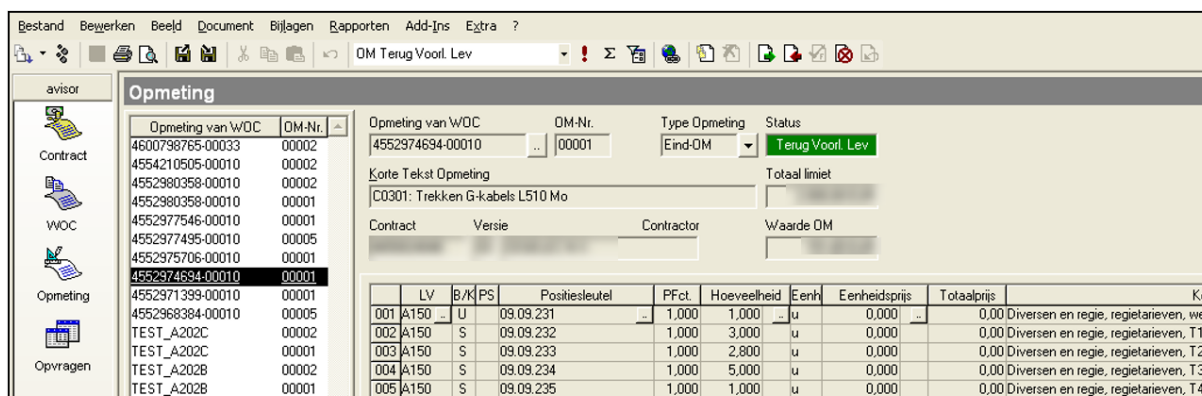 Bestand Bewerken Beeld Document Bijlagen Rapporten Add-Ins Extra ?
OM Terug Voorl. Lev
avisor
Contract
WOC
Opmeting
Opvragen
Opmeting
Opmeting van WOC OM-Nr.
4600798765-00033 00002
4554210505-00010 00002
4552980358-00010 00002
4552980358-00010 00001
4552977546-00010 00001
4552977495-00010 00005
4552975706-00010 00001
4552974694-00010 00001
4552971399-00010 00001
4552968384-00010 00005
TEST_A202C 00002
TEST_A202C 00001
TEST_A202B 00002
TEST_A202B 00001
Opmeting van WOC OM-Nr. Type Opmeting Status
4552974694-00010 .. 00001 Eind-OM Terug Voorl. Lev
Korte Tekst Opmeting Totaal limiet
C0301: Trekken G-kabels L510 Mo
Contract Versie Contractor Waarde OM
LV B/K PS Positiesleutel PFct. Hoeveelheid Eenh Eenheidsprijs Totaalprijs
001 A150 .. U 09.09.231 .. 1,000 1,000 .. u 0,000 .. 0,00 Diversen en regie, regietarieven, we
002 A150 S 09.09.232 1,000 3,000 u 0,000 0,00 Diversen en regie, regietarieven, T1
003 A150 S 09.09.233 1,000 2,800 u 0,000 0,00 Diversen en regie, regietarieven, T2
004 A150 S 09.09.234 1,000 5,000 u 0,000 0,00 Diversen en regie, regietarieven, T3
005 A150 S 09.09.235 1,000 1,000 u 0,000 0,00 Diversen en regie, regietarieven, T4